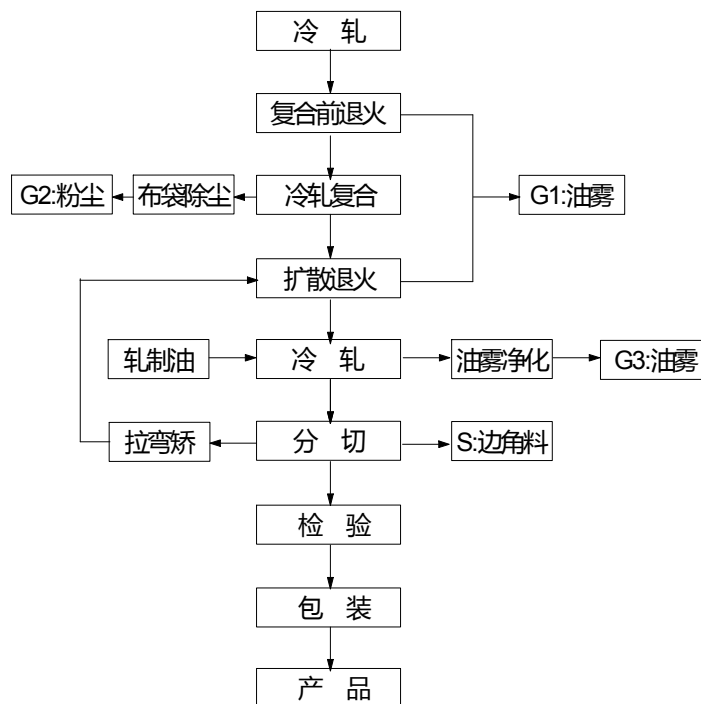 冷 轧
复合前退火
G2:粉尘 布袋除尘 冷轧复合 G1:油雾
扩散退火
轧制油 冷 轧 油雾净化 G3:油雾
拉弯矫 分 切 S:边角料
检 验
包 装
产 品